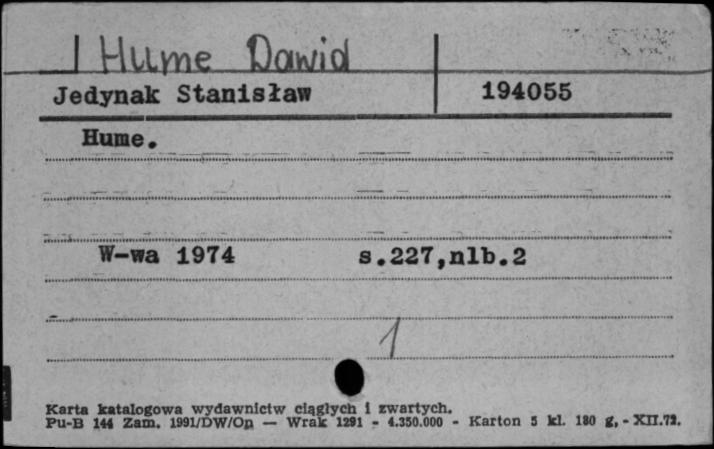 Hume Dawid
Jedynak Stanisław 194055
Hume.
W-wa 1974 s.227,nlb.2
1
Karta katalogowa wydawnictw ciągłych i zwartych.
Pu-B 144 Zam. 1991/DW/Op — Wrak 1291 - 4.350.000 - Karton 5 kl. 180 g, - XII.72.